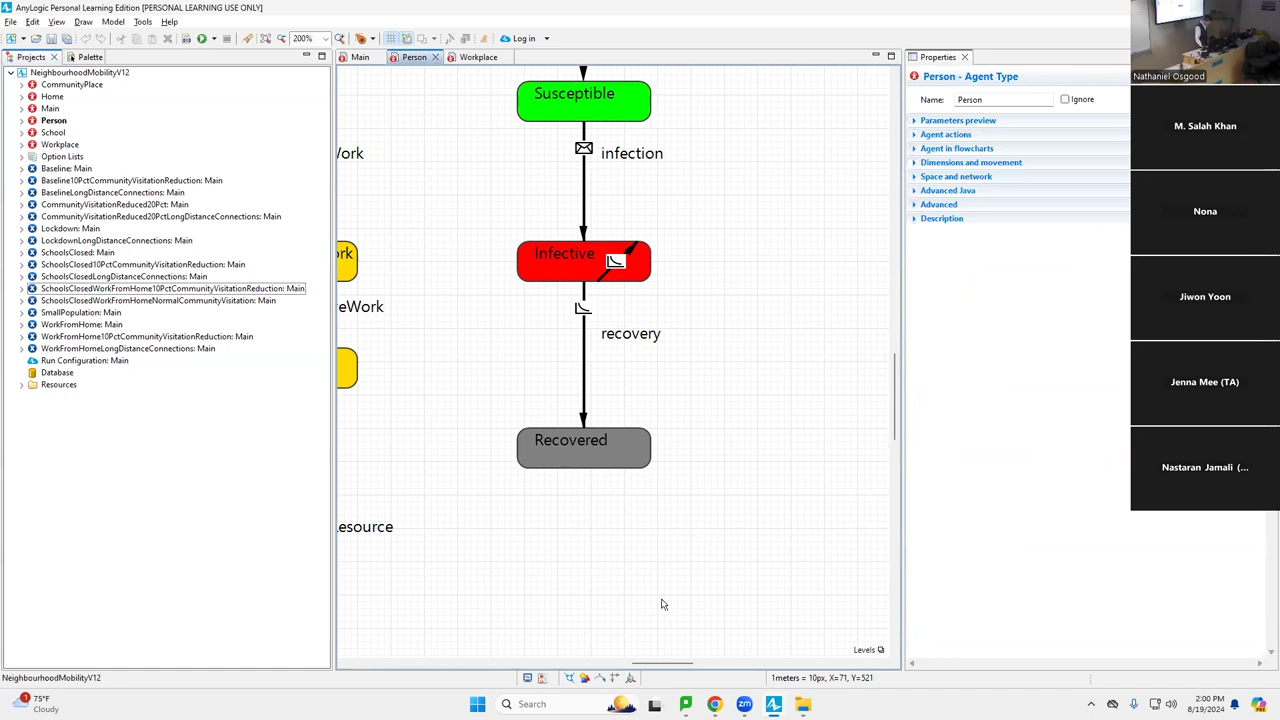 AnyLogic Personal Learning Edition [PERSONAL LEARNING USE ONLY]
File Edit View Draw Model Tools Help
200% Log in
Projects Palette
NeighbourhoodMobilityV12
CommunityPlace
Home
Main
Person
School
Workplace
Option Lists
Baseline: Main
Baseline10PctCommunityVisitationReduction: Main
BaselineLongDistanceConnections: Main
CommunityVisitationReduced20Pct: Main
CommunityVisitationReduced20PctLongDistanceConnections: Main
Lockdown: Main
LockdownLongDistanceConnections: Main
SchoolsClosed: Main
SchoolsClosed10PctCommunityVisitationReduction: Main
SchoolsClosedLongDistanceConnections: Main
SchoolsClosedWorkFromHome10PctCommunityVisitationReduction: Main
SchoolsClosedWorkFromHomeNormalCommunityVisitation: Main
SmallPopulation: Main
WorkFromHome: Main
WorkFromHome10PctCommunityVisitationReduction: Main
WorkFromHomeLongDistanceConnections: Main
Run Configuration: Main
Database
Resources
Main Person Workplace
Susceptible
Work
infection
ork
Infective
eWork
recovery
Recovered
esource
Levels
Properties
Person - Agent Type
Name: Person Ignore
Parameters preview
Agent actions
Agent in flowcharts
Dimensions and movement
Space and network
Advanced Java
Advanced
Description
Nathaniel Osgood
M. Salah Khan
Nona
Jiwon Yoon
Jenna Mee (TA)
Nastaran Jamali (...
NeighbourhoodMobilityV12
1meters = 10px, X=71, Y=521
1
75°F
Cloudy
Search
zm
2:00 PM
8/19/2024